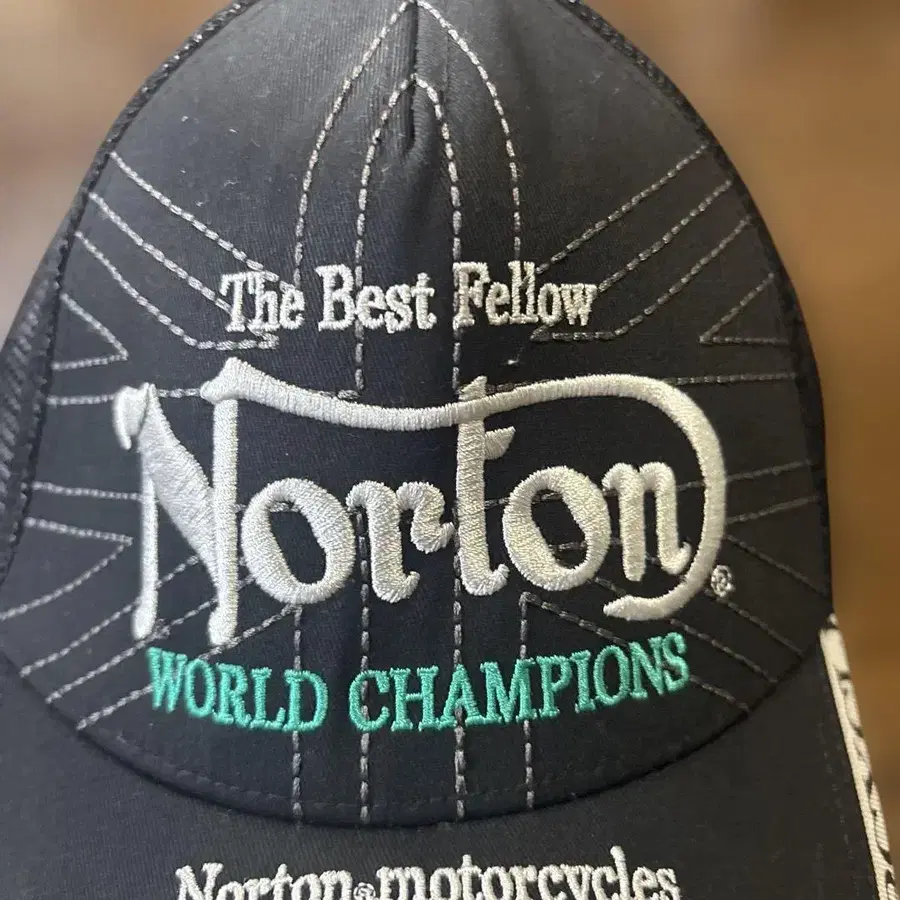 The Best Fellow
Norton®
WORLD CHAMPIONS
Norton®motorcycles